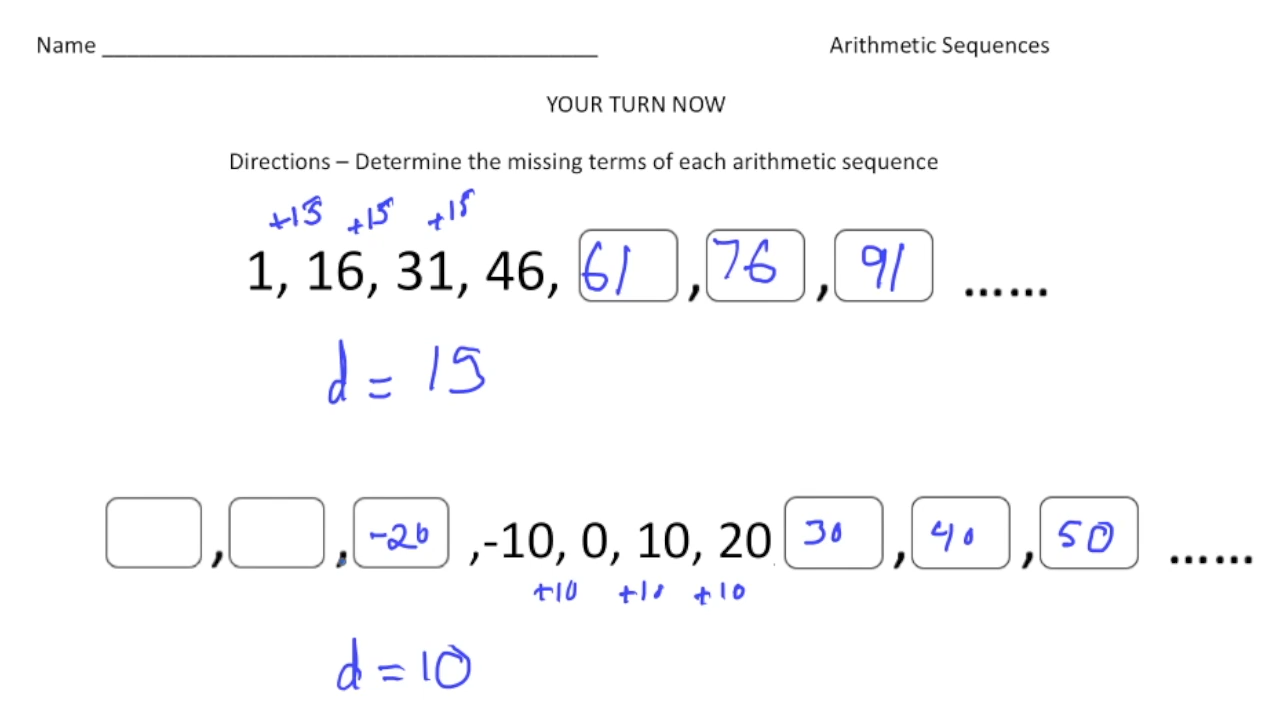 Name ____________________ Arithmetic Sequences
YOUR TURN NOW
Directions – Determine the missing terms of each arithmetic sequence
+15 +15 +15
1, 16, 31, 46, 61 , 76 , 91 ......
d = 15
, , -20 ,-10, 0, 10, 20 30 , 40 , 50 ......
+10 +10 +10
d = 10